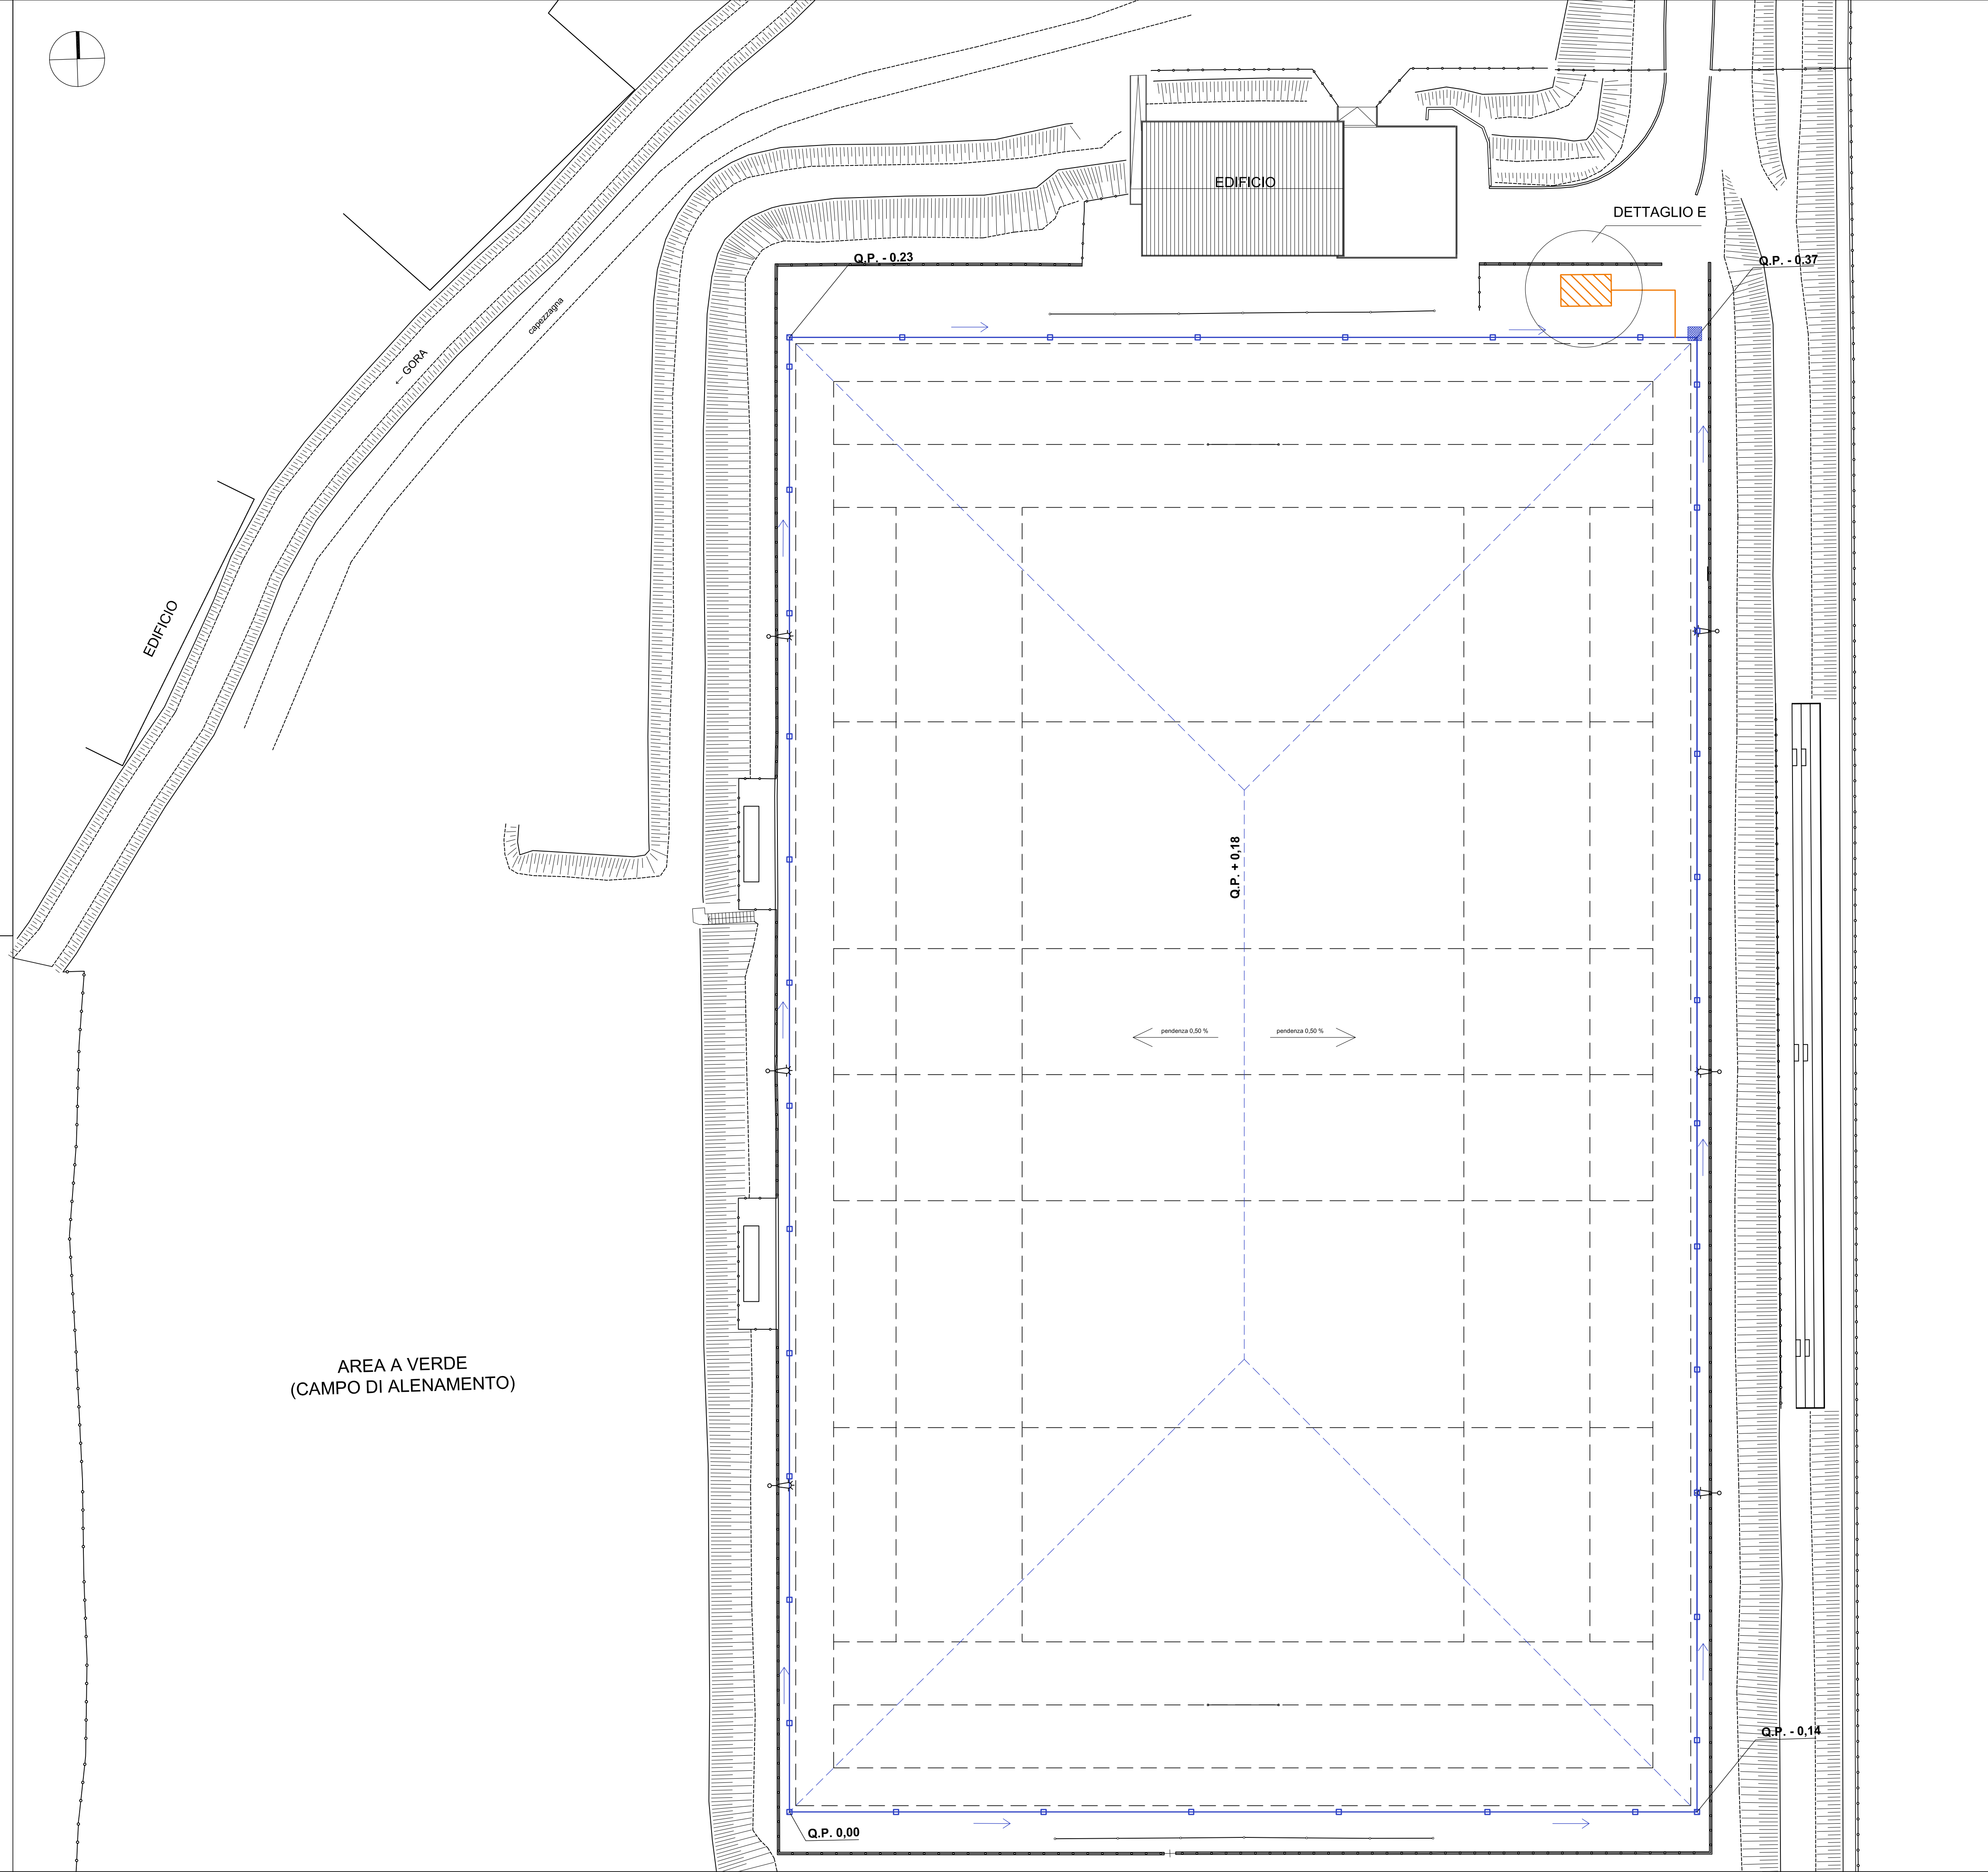 EDIFICIO
DETTAGLIO E
Q.P. - 0.23
Q.P. - 0.37
capezzagna
← GORA
EDIFICIO
Q.P. + 0,18
pendenza 0,50 %
pendenza 0,50 %
AREA A VERDE
(CAMPO DI ALENAMENTO)
Q.P. - 0,14
Q.P. 0,00